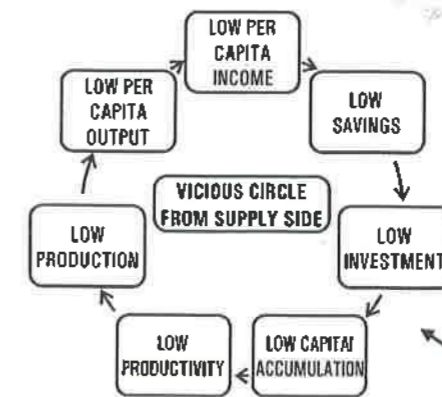 LOW PER
CAPITA
INCOME
LOW
SAVINGS
LOW
INVESTMENT
LOW CAPITAL
ACCUMULATION
LOW
PRODUCTIVITY
LOW
PRODUCTION
LOW PER
CAPITA
OUTPUT
VICIOUS CIRCLE
FROM SUPPLY SIDE